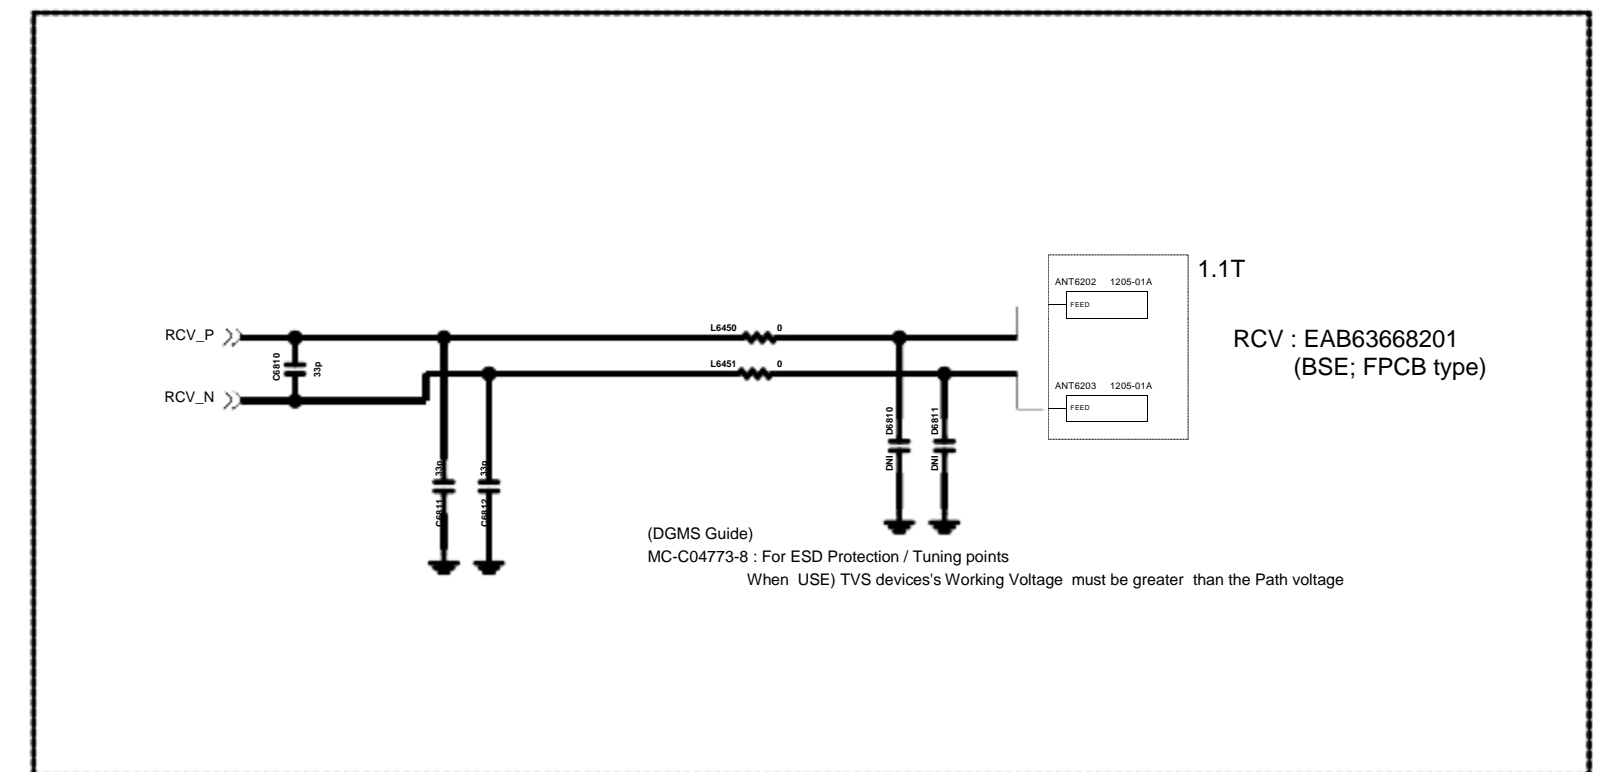 1.1T
ANT6202 1205-01A
FEED
RCV_P
L6450 0
RCV : EAB63668201
(BSE; FPCB type)
C6810 33p
L6451 0
ANT6203 1205-01A
FEED
RCV_N
D6810 DNI
D6811 DNI
33p C6811
33p C6812
(DGMS Guide)
MC-C04773-8 : For ESD Protection / Tuning points
When USE) TVS devices's Working Voltage must be greater than the Path voltage